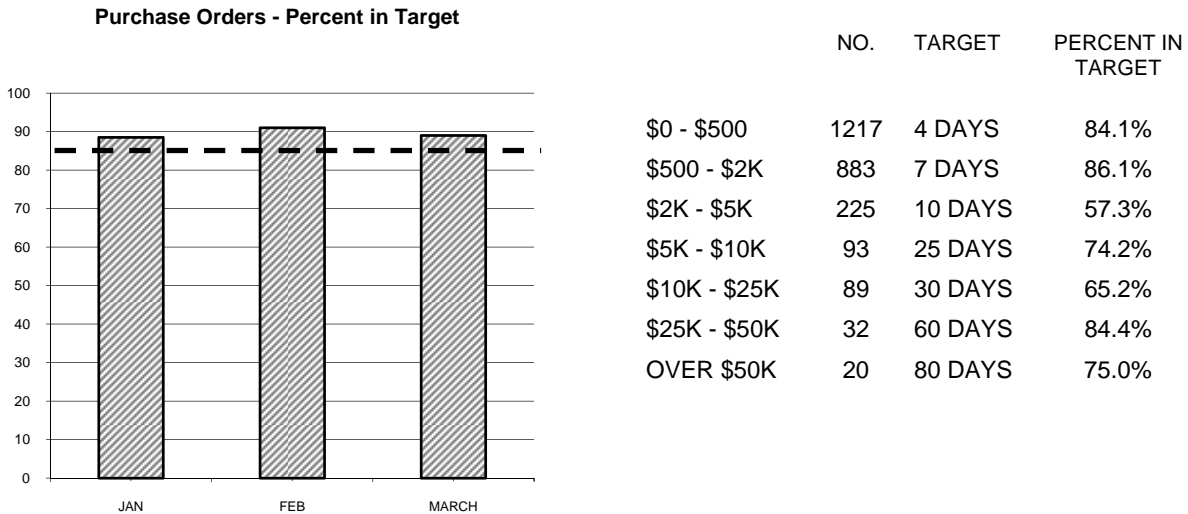 Purchase Orders - Percent in Target
100
90
80
70
60
50
40
30
20
10
0
JAN FEB MARCH
NO. TARGET PERCENT IN
TARGET
$0 - $500 1217 4 DAYS 84.1%
$500 - $2K 883 7 DAYS 86.1%
$2K - $5K 225 10 DAYS 57.3%
$5K - $10K 93 25 DAYS 74.2%
$10K - $25K 89 30 DAYS 65.2%
$25K - $50K 32 60 DAYS 84.4%
OVER $50K 20 80 DAYS 75.0%